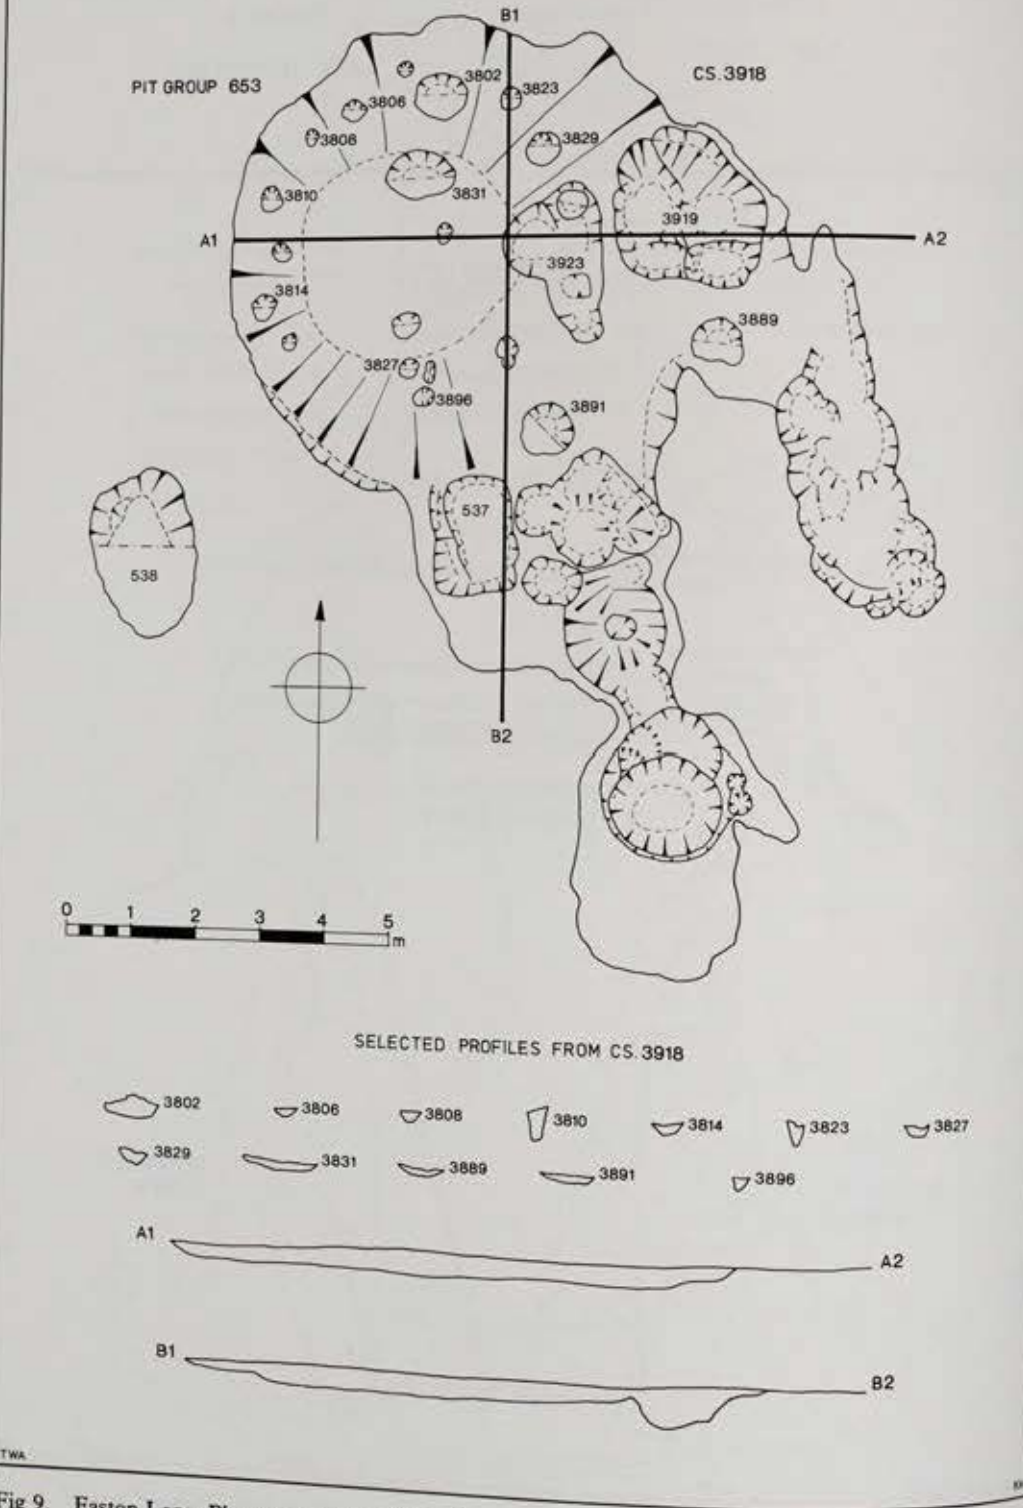 B1
PIT GROUP 653
CS.3918
3802
3806
3823
3808
3829
3810
3831
3919
A1
A2
3923
3814
3889
3827
3896
3891
537
538
B2
0 1 2 3 4 5
m
SELECTED PROFILES FROM CS.3918
3802 3806 3808 3810 3814 3823 3827
3829 3831 3889 3891 3896
A1
A2
B1
B2
TWA
Fig 9 Easton Lane